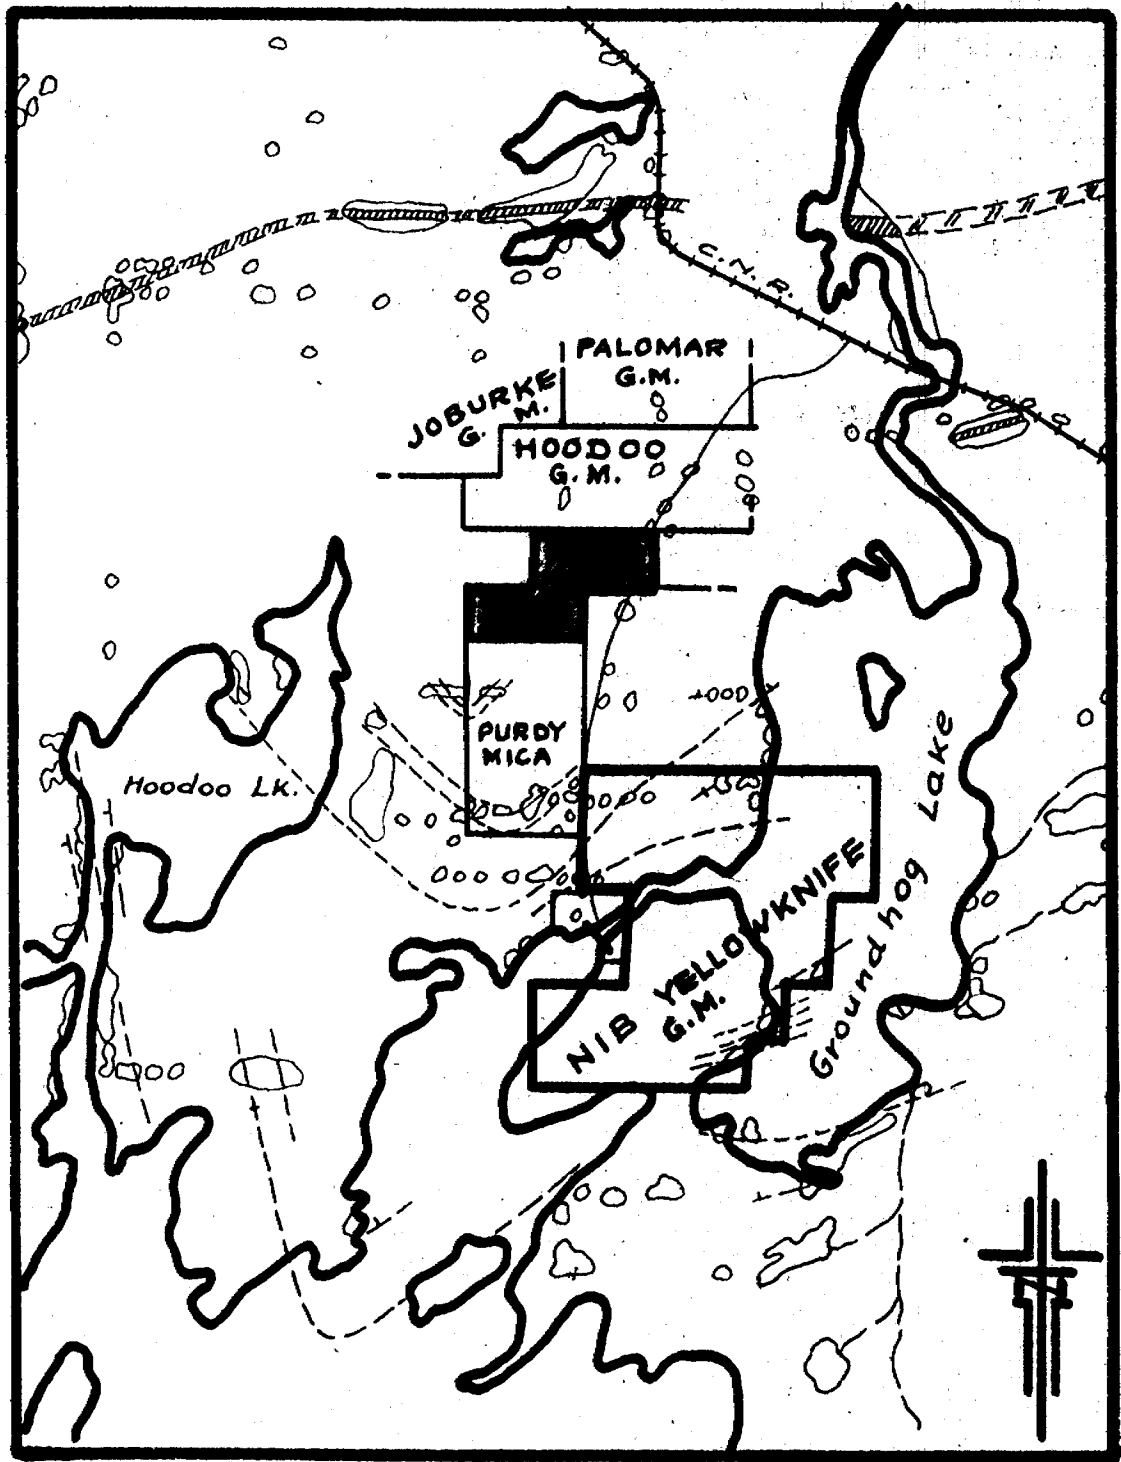 C.N.R.
PALOMAR
G.M.
JOBURKE
G. M.
HOODOO
G.M.
PURDY
MICA
Hoodoo Lk.
NIB YELLOWKNIFE
G.M.
Groundhog Lake
N